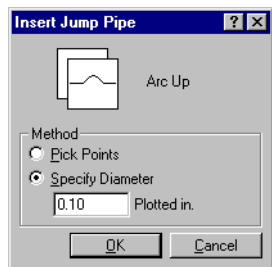 Insert Jump Pipe
Arc Up
Method
Pick Points
Specify Diameter
0.10 Plotted in.
OK Cancel